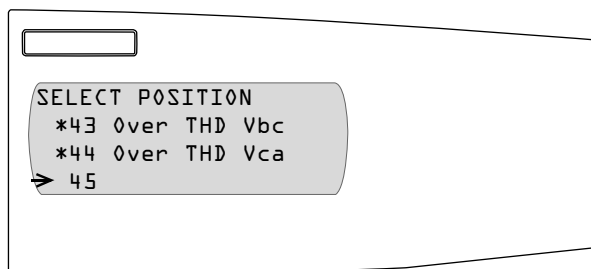 SELECT POSITION
*43 Over THD Vbc
*44 Over THD Vca
→ 45